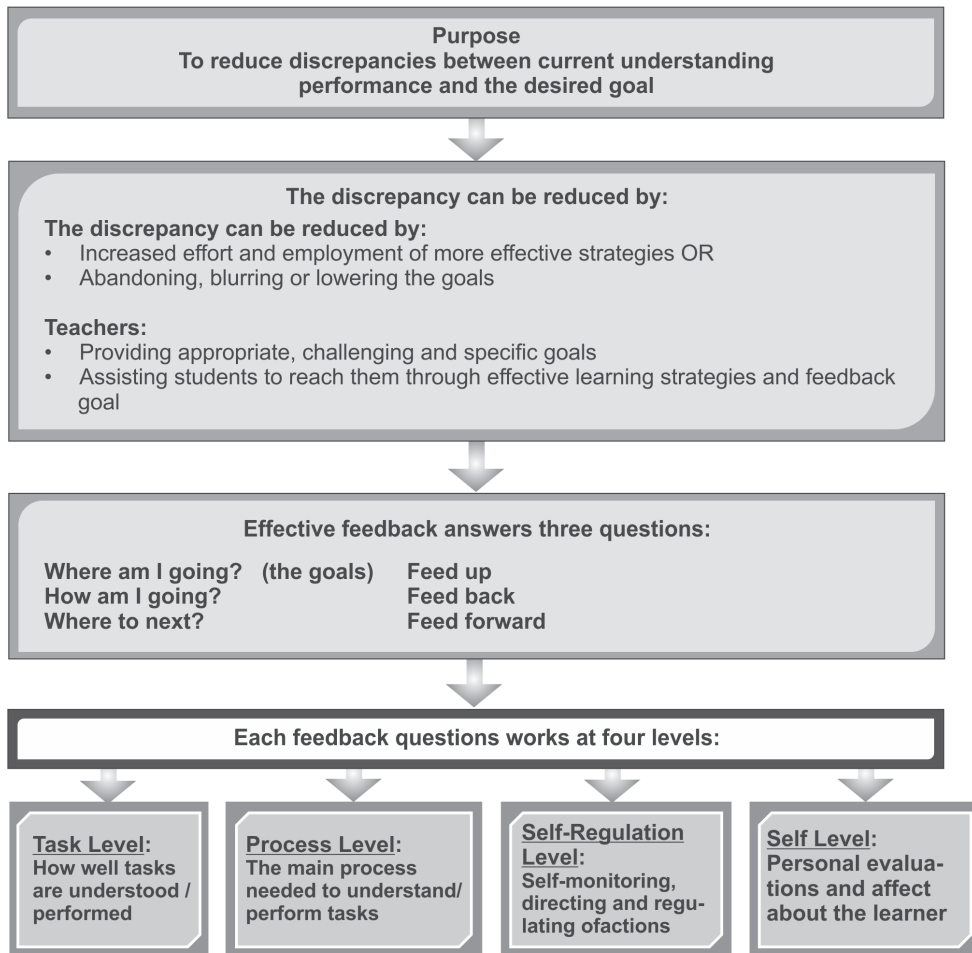 Purpose
To reduce discrepancies between current understanding
performance and the desired goal
The discrepancy can be reduced by:
The discrepancy can be reduced by:
• Increased effort and employment of more effective strategies OR
• Abandoning, blurring or lowering the goals
Teachers:
• Providing appropriate, challenging and specific goals
• Assisting students to reach them through effective learning strategies and feedback
goal
Effective feedback answers three questions:
Where am I going? (the goals) Feed up
How am I going? Feed back
Where to next? Feed forward
Each feedback questions works at four levels:
Task Level:
How well tasks
are understood /
performed
Process Level:
The main process
needed to understand/
perform tasks
Self-Regulation
Level:
Self-monitoring,
directing and regu-
lating ofactions
Self Level:
Personal evalua-
tions and affect
about the learner